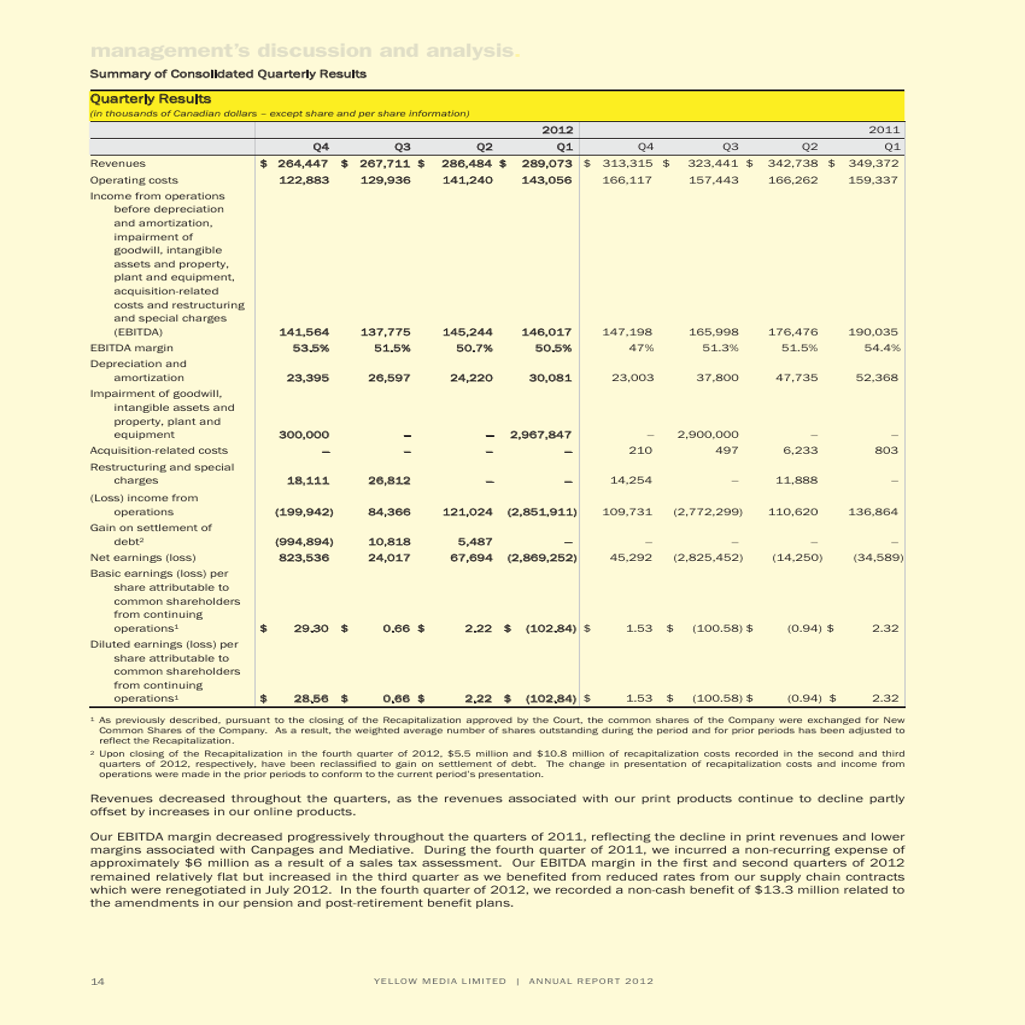 management's discussion and analysis.
Summary of Consolidated Quarterly Results
Quarterly Results
(in thousands of Canadian dollars – except share and per share information)
2012 2011
Q4 Q3 Q2 Q1 Q4 Q3 Q2 Q1
Revenues $ 264,447 $ 267,711 $ 286,484 $ 289,073 $ 313,315 $ 323,441 $ 342,738 $ 349,372
Operating costs 122,883 129,936 141,240 143,056 166,117 157,443 166,262 159,337
Income from operations
before depreciation
and amortization,
impairment of
goodwill, intangible
assets and property,
plant and equipment,
acquisition-related
costs and restructuring
and special charges
(EBITDA) 141,564 137,775 145,244 146,017 147,198 165,998 176,476 190,035
EBITDA margin 53.5% 51.5% 50.7% 50.5% 47% 51.3% 51.5% 54.4%
Depreciation and
amortization 23,395 26,597 24,220 30,081 23,003 37,800 47,735 52,368
Impairment of goodwill,
intangible assets and
property, plant and
equipment 300,000 – – 2,967,847 – 2,900,000 – –
Acquisition-related costs – – – – 210 497 6,233 803
Restructuring and special
charges 18,111 26,812 – – 14,254 – 11,888 –
(Loss) income from
operations (199,942) 84,366 121,024 (2,851,911) 109,731 (2,772,299) 110,620 136,864
Gain on settlement of
debt² (994,894) 10,818 5,487 – – – – –
Net earnings (loss) 823,536 24,017 67,694 (2,869,252) 45,292 (2,825,452) (14,250) (34,589)
Basic earnings (loss) per
share attributable to
common shareholders
from continuing
operations¹ $ 29.30 $ 0.66 $ 2.22 $ (102.84) $ 1.53 $ (100.58) $ (0.94) $ 2.32
Diluted earnings (loss) per
share attributable to
common shareholders
from continuing
operations¹ $ 28.56 $ 0.66 $ 2.22 $ (102.84) $ 1.53 $ (100.58) $ (0.94) $ 2.32
¹ As previously described, pursuant to the closing of the Recapitalization approved by the Court, the common shares of the Company were exchanged for New
Common Shares of the Company. As a result, the weighted average number of shares outstanding during the period and for prior periods has been adjusted to
reflect the Recapitalization.
² Upon closing of the Recapitalization in the fourth quarter of 2012, $5.5 million and $10.8 million of recapitalization costs recorded in the second and third
quarters of 2012, respectively, have been reclassified to gain on settlement of debt. The change in presentation of recapitalization costs and income from
operations were made in the prior periods to conform to the current period's presentation.
Revenues decreased throughout the quarters, as the revenues associated with our print products continue to decline partly
offset by increases in our online products.
Our EBITDA margin decreased progressively throughout the quarters of 2011, reflecting the decline in print revenues and lower
margins associated with Canpages and Mediative. During the fourth quarter of 2011, we incurred a non-recurring expense of
approximately $6 million as a result of a sales tax assessment. Our EBITDA margin in the first and second quarters of 2012
remained relatively flat but increased in the third quarter as we benefited from reduced rates from our supply chain contracts
which were renegotiated in July 2012. In the fourth quarter of 2012, we recorded a non-cash benefit of $13.3 million related to
the amendments in our pension and post-retirement benefit plans.
14 YELLOW MEDIA LIMITED | ANNUAL REPORT 2012